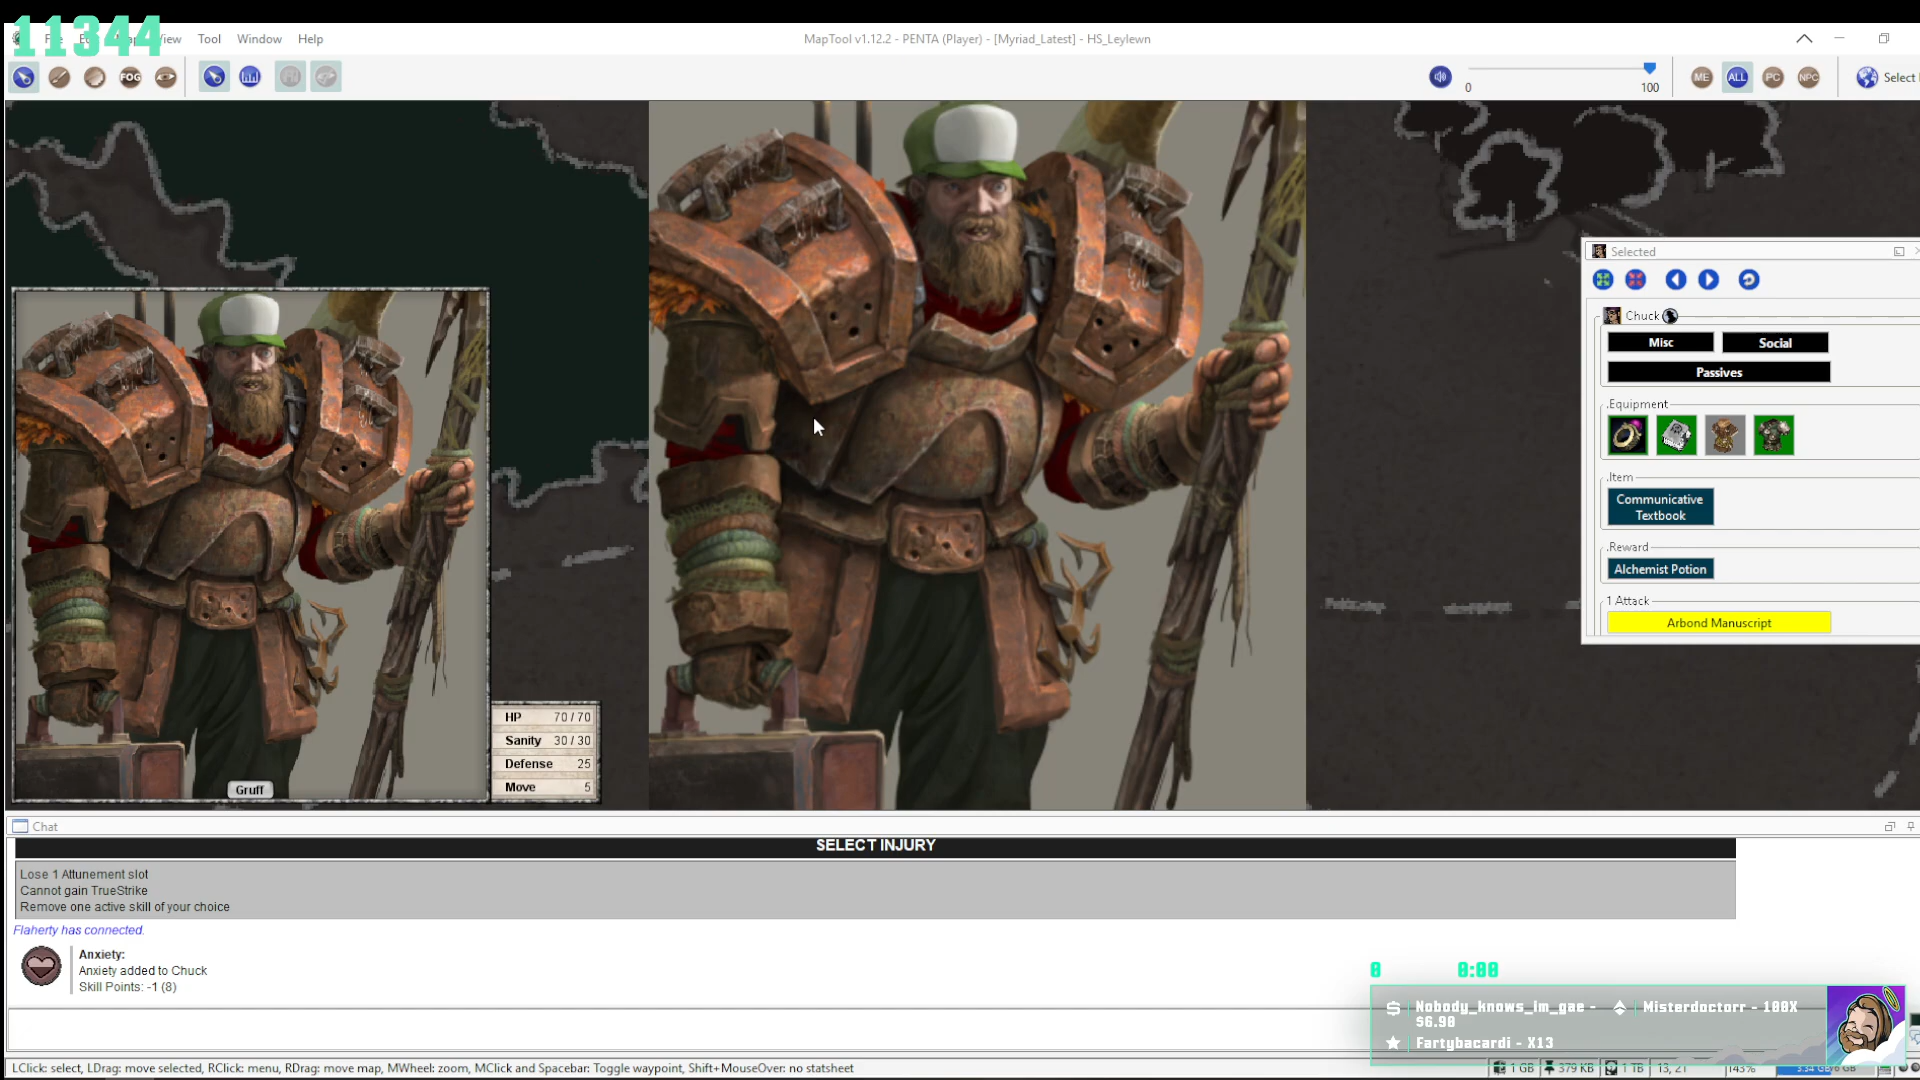 11344
View Tool Window Help
MapTool v1.12.2 - PENTA (Player) - [Myriad_Latest] - HS_Leylewn
FOG
0 100
ME ALL PC NPC
Select
Selected
Chuck
Misc Social
Passives
.Equipment
.Item
Communicative
Textbook
.Reward
Alchemist Potion
1 Attack
Arbond Manuscript
HP 70 / 70
Sanity 30 / 30
Defense 25
Move 5
Gruff
Chat
SELECT INJURY
Lose 1 Attunement slot
Cannot gain TrueStrike
Remove one active skill of your choice
Flaherty has connected.
Anxiety:
Anxiety added to Chuck
Skill Points: -1 (8)
0 0:00
Nobody_knows_im_gae - $6.90
Misterdoctorr - 100X
Fartybacardi - X13
LClick: select, LDrag: move selected, RClick: menu, RDrag: move map, MWheel: zoom, MClick and Spacebar: Toggle waypoint, Shift+MouseOver: no statsheet
1 GB 379 KB 1 TB 13, 21 143%